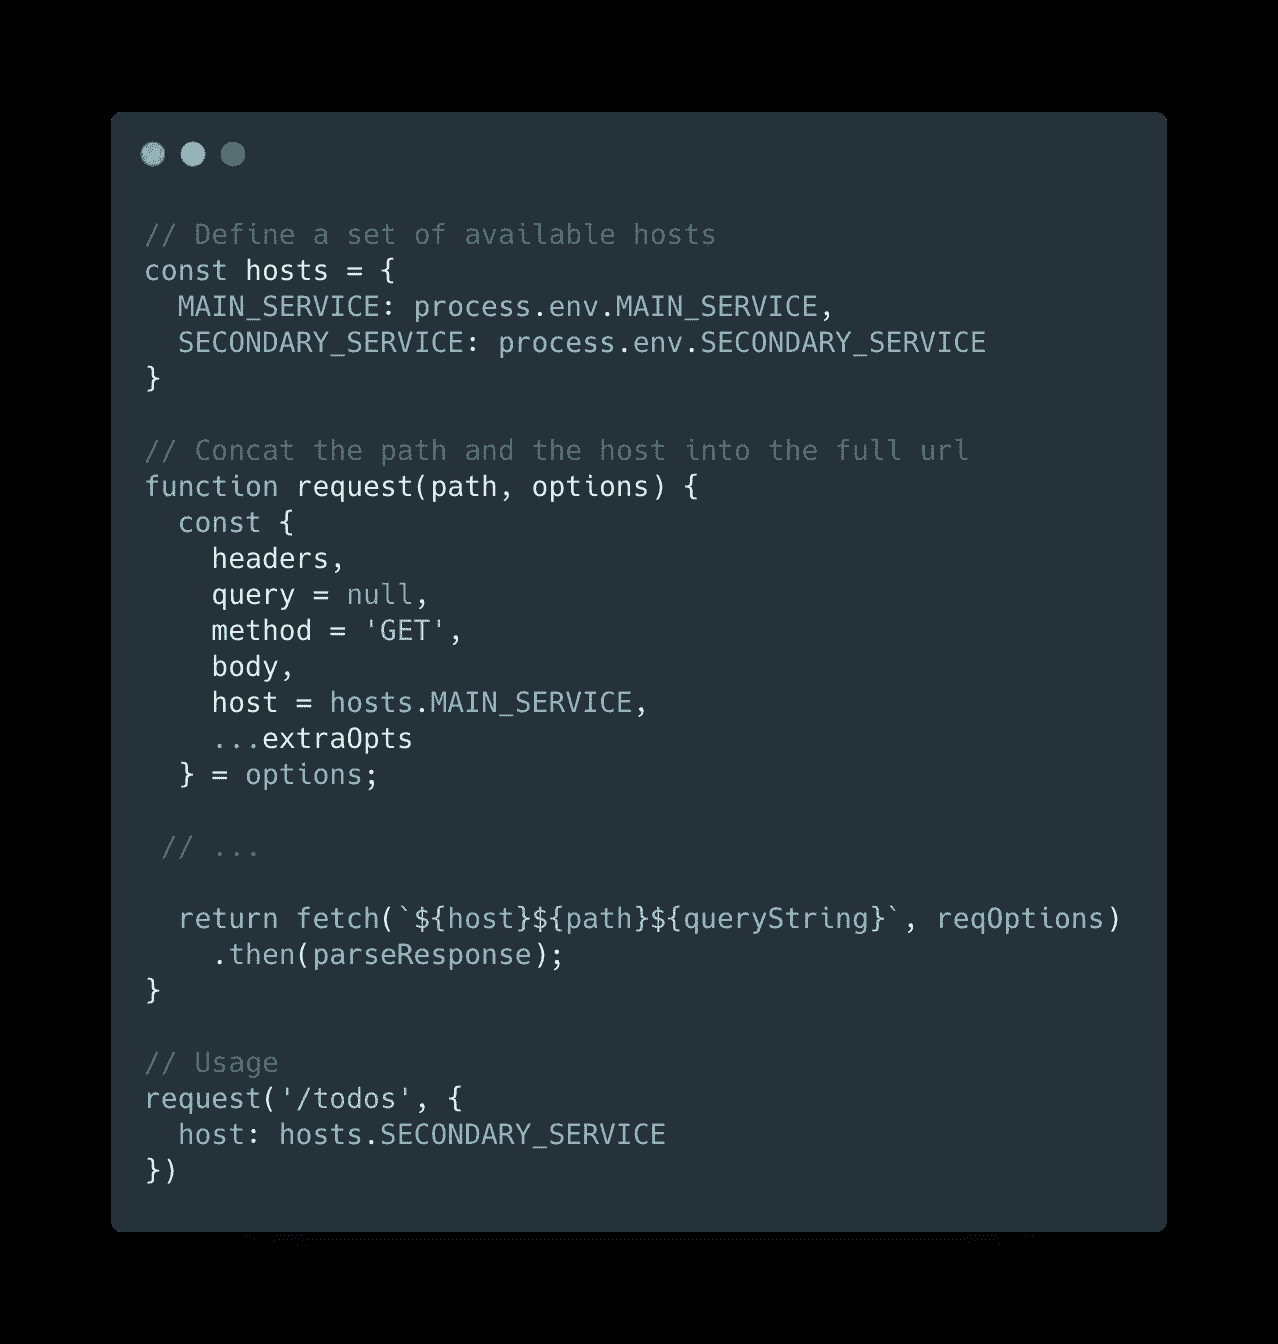 // Define a set of available hosts
const hosts = {
  MAIN_SERVICE: process.env.MAIN_SERVICE,
  SECONDARY_SERVICE: process.env.SECONDARY_SERVICE
}

// Concat the path and the host into the full url
function request(path, options) {
  const {
    headers,
    query = null,
    method = 'GET',
    body,
    host = hosts.MAIN_SERVICE,
    ...extraOpts
  } = options;

 // ...

  return fetch(`${host}${path}${queryString}`, reqOptions)
    .then(parseResponse);
}

// Usage
request('/todos', {
  host: hosts.SECONDARY_SERVICE
})